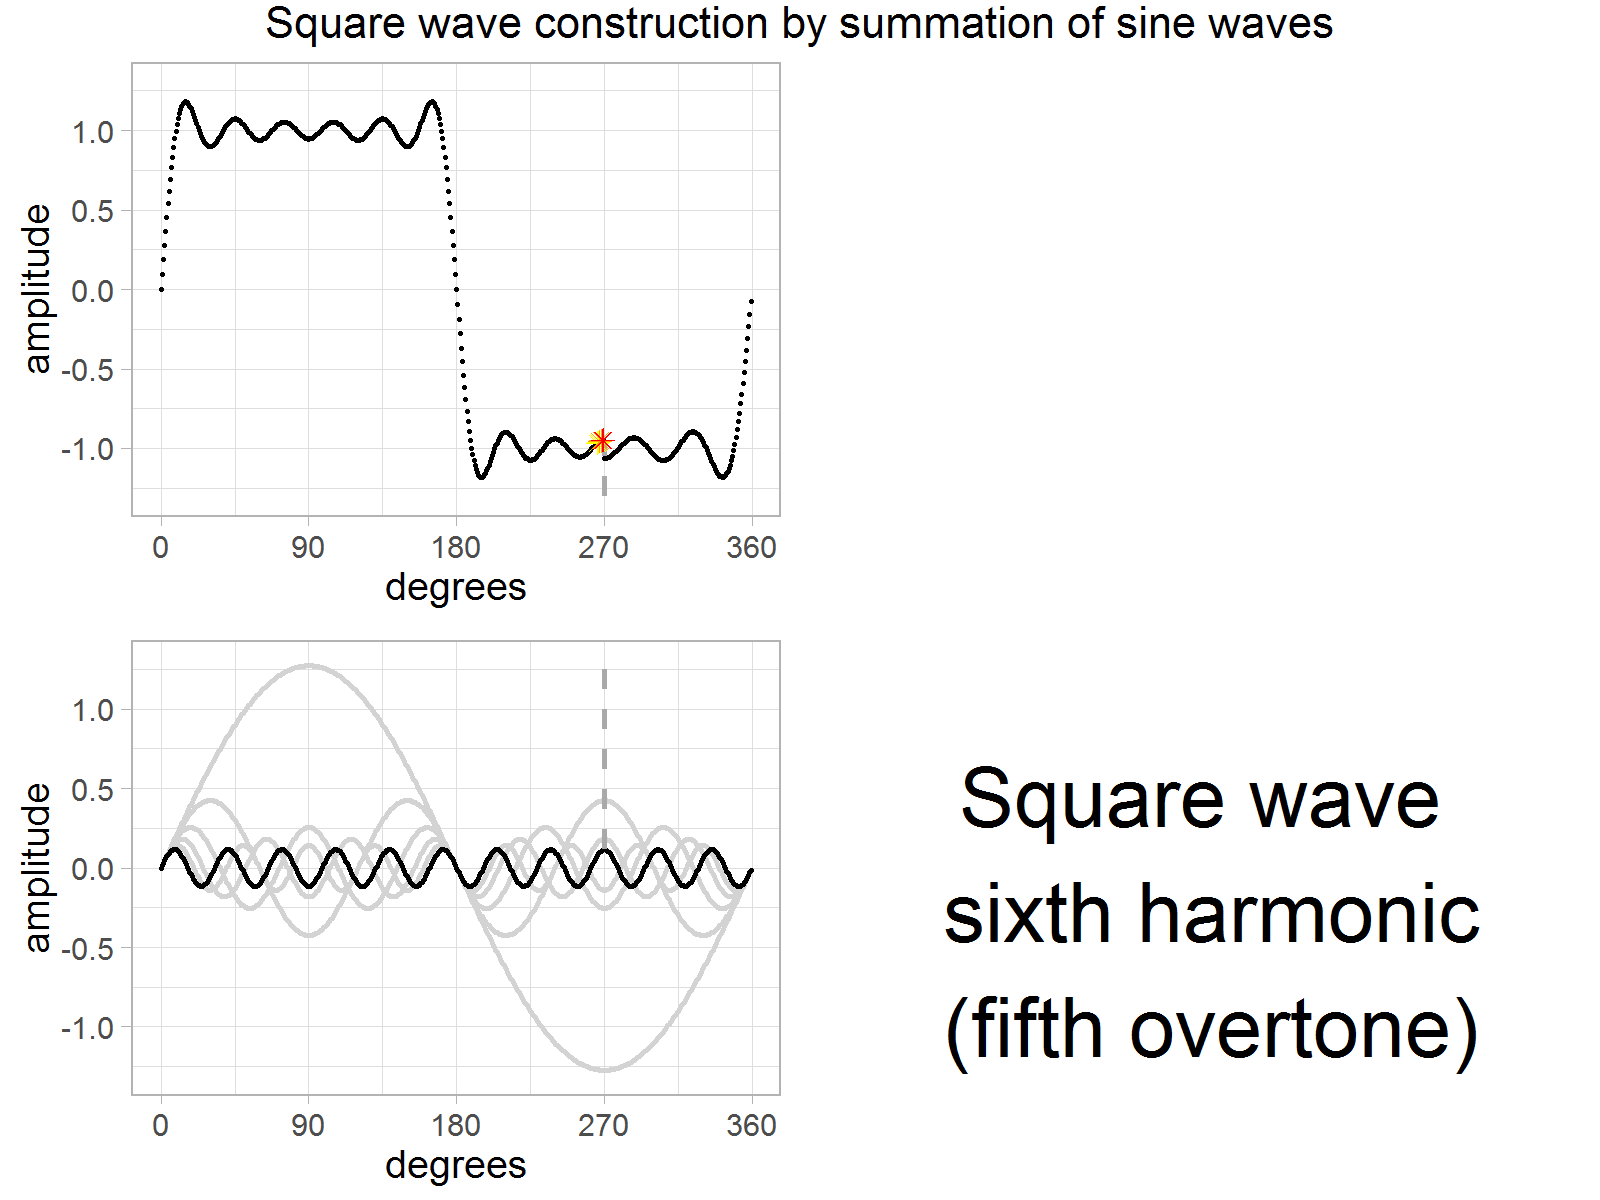 Square wave construction by summation of sine waves
amplitude
1.0
0.5
0.0
-0.5
-1.0
0 90 180 270 360
degrees
amplitude
1.0
0.5
0.0
-0.5
-1.0
0 90 180 270 360
degrees
Square wave
sixth harmonic
(fifth overtone)